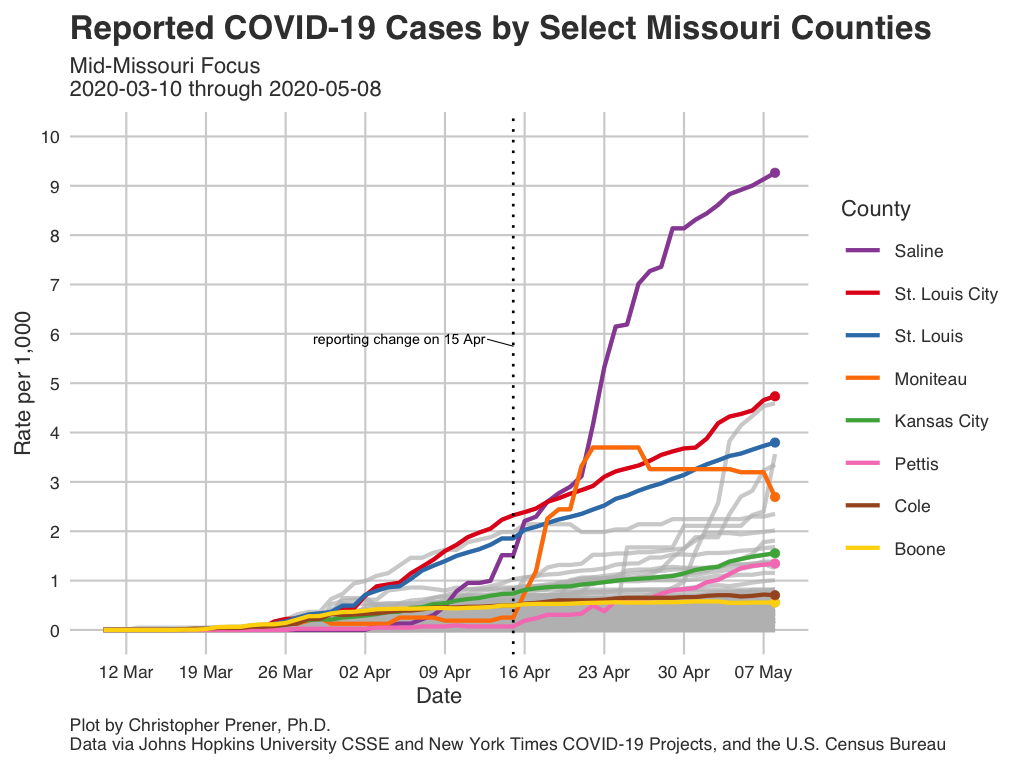 Reported COVID-19 Cases by Select Missouri Counties
Mid-Missouri Focus
2020-03-10 through 2020-05-08
Rate per 1,000
10
9
8
7
6
5
4
3
2
1
0
reporting change on 15 Apr
12 Mar
19 Mar
26 Mar
02 Apr
09 Apr
16 Apr
23 Apr
30 Apr
07 May
Date
County
Saline
St. Louis City
St. Louis
Moniteau
Kansas City
Pettis
Cole
Boone
Plot by Christopher Prener, Ph.D.
Data via Johns Hopkins University CSSE and New York Times COVID-19 Projects, and the U.S. Census Bureau